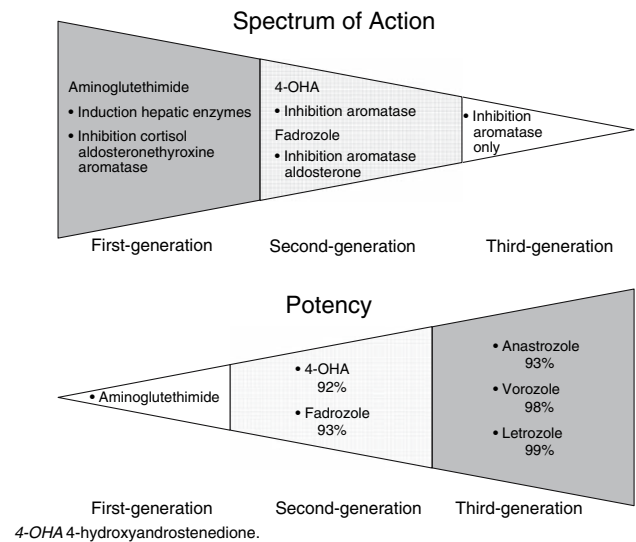 Spectrum of Action
Aminoglutethimide
• Induction hepatic enzymes
• Inhibition cortisol
aldosteronethyroxine
aromatase
4-OHA
• Inhibition aromatase
Fadrozole
• Inhibition aromatase
aldosterone
• Inhibition
aromatase
only
First-generation
Second-generation
Third-generation
Potency
• Aminoglutethimide
• 4-OHA
92%
• Fadrozole
93%
• Anastrozole
93%
• Vorozole
98%
• Letrozole
99%
First-generation
Second-generation
Third-generation
4-OHA 4-hydroxyandrostenedione.